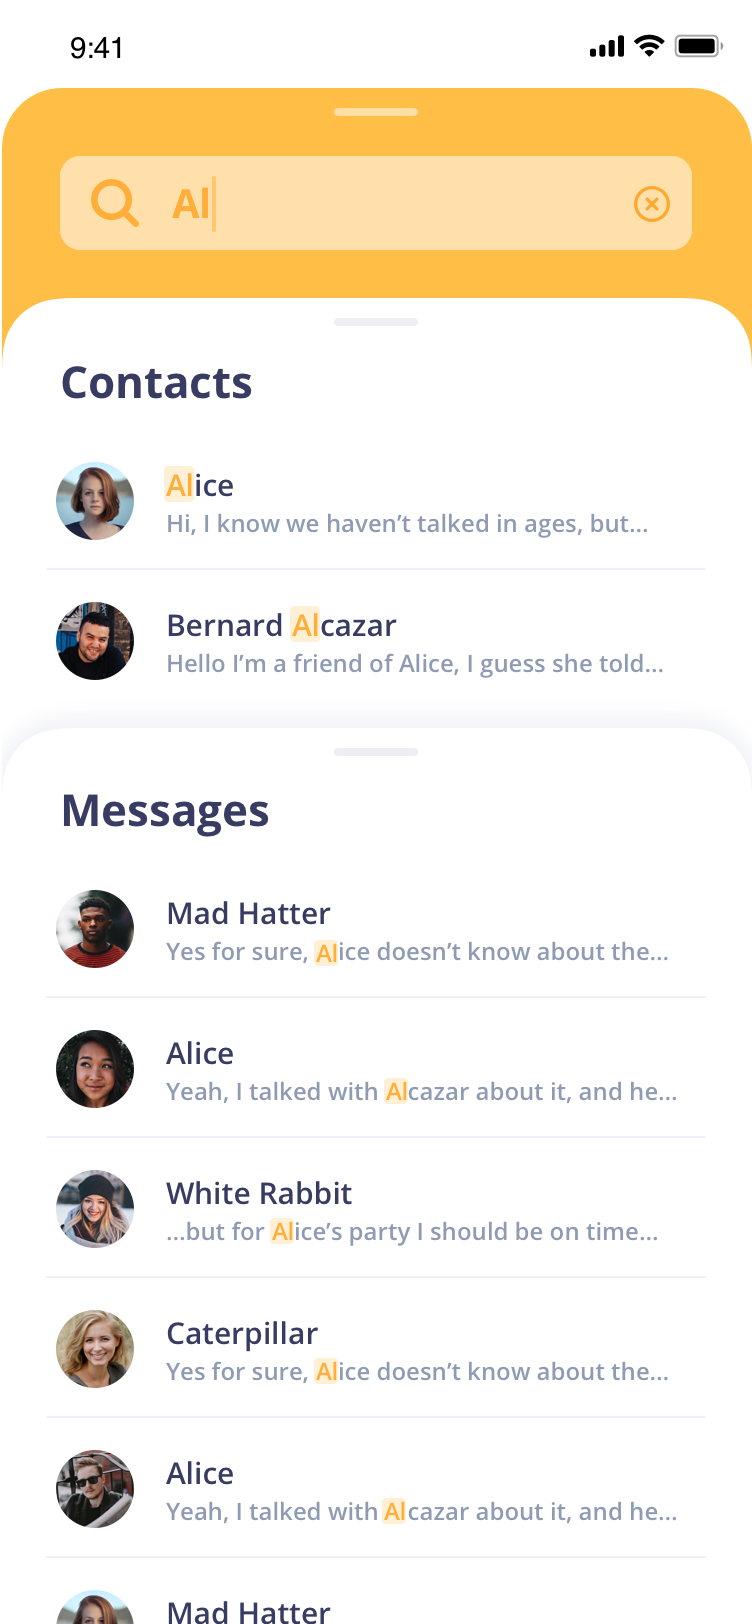 9:41
Al
Contacts
Alice
Hi, I know we haven’t talked in ages, but...
Bernard Alcazar
Hello I’m a friend of Alice, I guess she told...
Messages
Mad Hatter
Yes for sure, Alice doesn’t know about the...
Alice
Yeah, I talked with Alcazar about it, and he...
White Rabbit
...but for Alice’s party I should be on time...
Caterpillar
Yes for sure, Alice doesn’t know about the...
Alice
Yeah, I talked with Alcazar about it, and he...
Mad Hatter